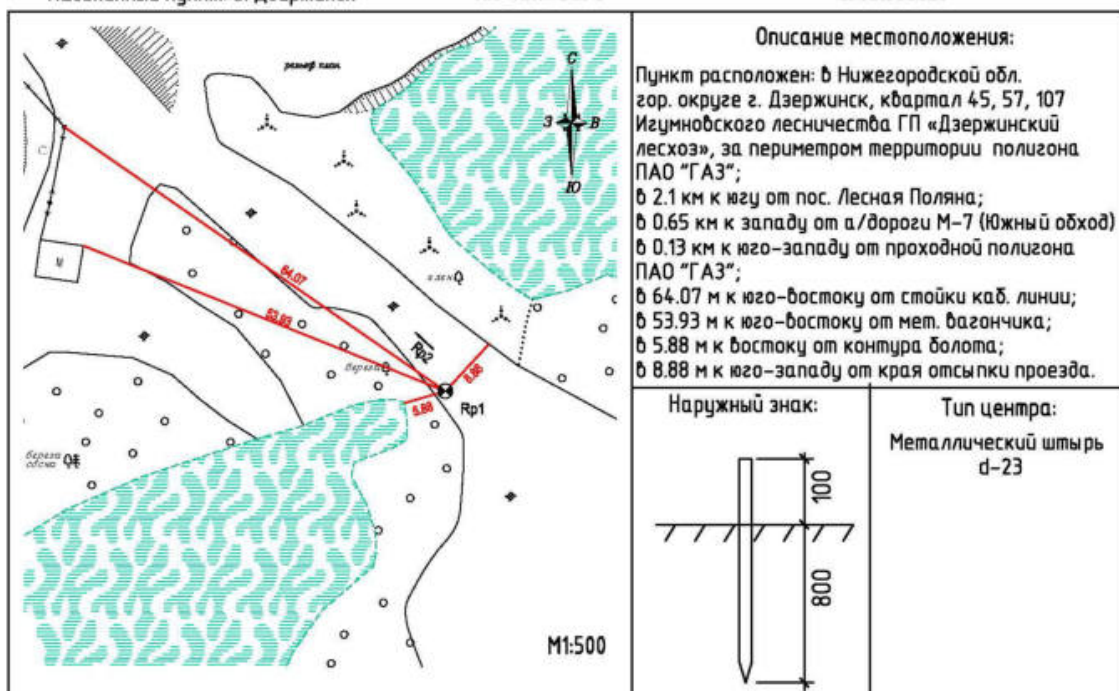 рельеф план
С
З
В
Ю
С
М
клен
64.07
53.93
Rp2
8.88
береза
5.88
Rp1
береза
сосна
М1:500
Описание местоположения:
Пункт расположен: в Нижегородской обл.
гор. округе г. Дзержинск, квартал 45, 57, 107
Игумновского лесничества ГП «Дзержинский
лесхоз», за периметром территории полигона
ПАО "ГАЗ";
в 2.1 км к югу от пос. Лесная Поляна;
в 0.65 км к западу от а/дороги М-7 (Южный обход)
в 0.13 км к юго-западу от проходной полигона
ПАО "ГАЗ";
в 64.07 м к юго-востоку от стойки каб. линии;
в 53.93 м к юго-востоку от мет. вагончика;
в 5.88 м к востоку от контура болота;
в 8.88 м к юго-западу от края отсыпки проезда.
Наружный знак:
100
800
Тип центра:
Металлический штырь
d-23